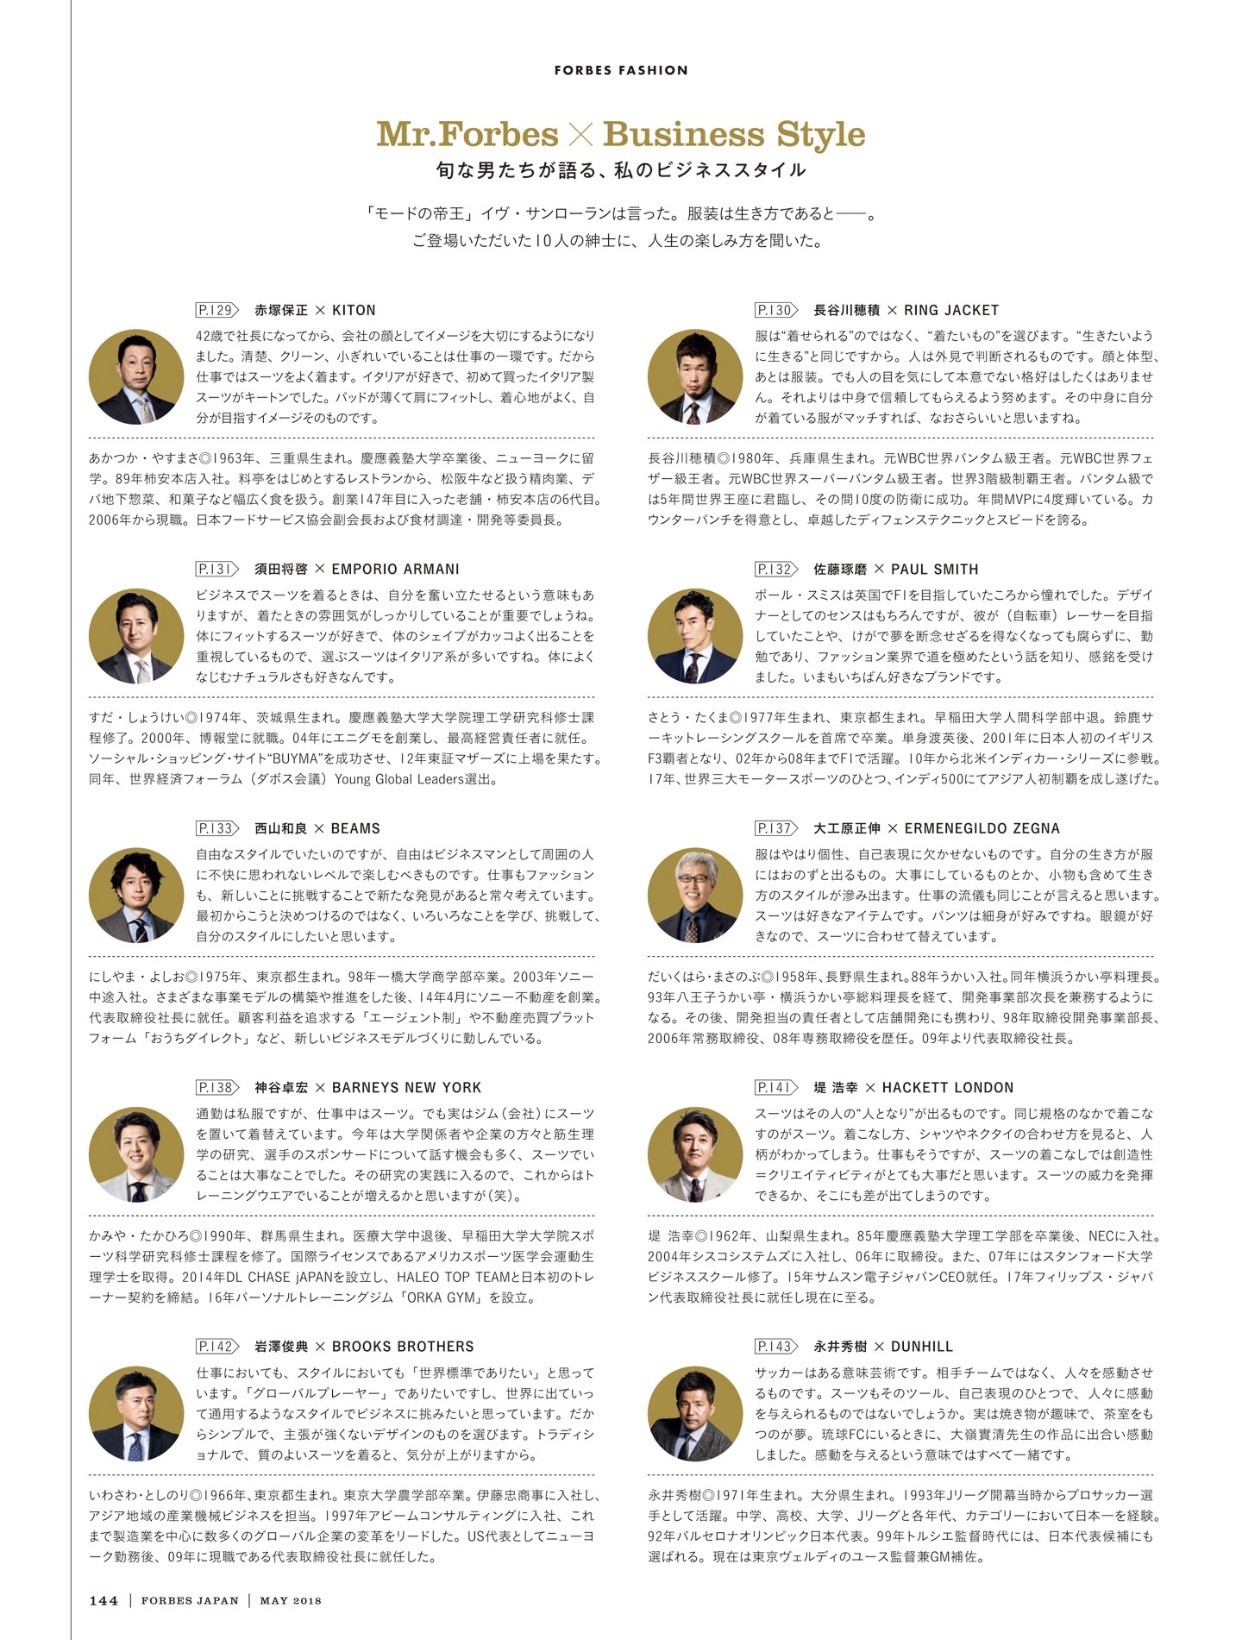 FORBES FASHION
Mr.Forbes × Business Style
旬な男たちが語る、私のビジネススタイル
「モードの帝王」イヴ・サンローランは言った。服装は生き方であると──。
ご登場いただいた10人の紳士に、人生の楽しみ方を聞いた。
P.129 赤塚保正 × KITON
42歳で社長になってから、会社の顔としてイメージを大切にするようになり
ました。清楚、クリーン、小ぎれいでいることは仕事の一環です。だから
仕事ではスーツをよく着ます。イタリアが好きで、初めて買ったイタリア製
スーツがキートンでした。パッドが薄くて肩にフィットし、着心地がよく、自
分が目指すイメージそのものです。
あかつか・やすまさ◎1963年、三重県生まれ。慶應義塾大学卒業後、ニューヨークに留
学。89年柿安本店入社。料亭をはじめとするレストランから、松阪牛など扱う精肉業、デ
パ地下惣菜、和菓子など幅広く食を扱う。創業147年目に入った老舗・柿安本店の6代目。
2006年から現職。日本フードサービス協会副会長および食材調達・開発等委員長。
P.130 長谷川穂積 × RING JACKET
服は“着せられる”のではなく、“着たいもの”を選びます。“生きたいよう
に生きる”と同じですから。人は外見で判断されるものです。顔と体型、
あとは服装。でも人の目を気にして本意でない格好はしたくはありませ
ん。それよりは中身で信頼してもらえるよう努めます。その中身に自分
が着ている服がマッチすれば、なおさらいいと思いますね。
長谷川穂積◎1980年、兵庫県生まれ。元WBC世界バンタム級王者。元WBC世界フェ
ザー級王者。元WBC世界スーパーバンタム級王者。世界3階級制覇王者。バンタム級で
は5年間世界王座に君臨し、その間10度の防衛に成功。年間MVPに4度輝いている。カ
ウンターパンチを得意とし、卓越したディフェンステクニックとスピードを誇る。
P.131 須田将啓 × EMPORIO ARMANI
ビジネスでスーツを着るときは、自分を奮い立たせるという意味もあ
りますが、着たときの雰囲気がしっかりしていることが重要でしょうね。
体にフィットするスーツが好きで、体のシェイプがカッコよく出ることを
重視しているもので、選ぶスーツはイタリア系が多いですね。体によく
なじむナチュラルさも好きなんです。
すだ・しょうけい◎1974年、茨城県生まれ。慶應義塾大学大学院理工学研究科修士課
程修了。2000年、博報堂に就職。04年にエニグモを創業し、最高経営責任者に就任。
ソーシャル・ショッピング・サイト“BUYMA”を成功させ、12年東証マザーズに上場を果たす。
同年、世界経済フォーラム（ダボス会議）Young Global Leaders選出。
P.132 佐藤琢磨 × PAUL SMITH
ポール・スミスは英国でF1を目指していたころから憧れでした。デザイ
ナーとしてのセンスはもちろんですが、彼が（自転車）レーサーを目指
していたことや、けがで夢を断念せざるを得なくなっても腐らずに、勤
勉であり、ファッション業界で道を極めたという話を知り、感銘を受け
ました。いまもいちばん好きなブランドです。
さとう・たくま◎1977年生まれ、東京都生まれ。早稲田大学人間科学部中退。鈴鹿サ
ーキットレーシングスクールを首席で卒業。単身渡英後、2001年に日本人初のイギリス
F3覇者となり、02年から08年までF1で活躍。10年から北米インディカー・シリーズに参戦。
17年、世界三大モータースポーツのひとつ、インディ500にてアジア人初制覇を成し遂げた。
P.133 西山和良 × BEAMS
自由なスタイルでいたいのですが、自由はビジネスマンとして周囲の人
に不快に思われないレベルで楽しむべきものです。仕事もファッション
も、新しいことに挑戦することで新たな発見があると常々考えています。
最初からこうと決めつけるのではなく、いろいろなことを学び、挑戦して、
自分のスタイルにしたいと思います。
にしやま・よしお◎1975年、東京都生まれ。98年一橋大学商学部卒業。2003年ソニー
中途入社。さまざまな事業モデルの構築や推進をした後、14年4月にソニー不動産を創業。
代表取締役社長に就任。顧客利益を追求する「エージェント制」や不動産売買プラット
フォーム「おうちダイレクト」など、新しいビジネスモデルづくりに勤しんでいる。
P.137 大工原正伸 × ERMENEGILDO ZEGNA
服はやはり個性、自己表現に欠かせないものです。自分の生き方が服
にはおのずと出るもの。大事にしているものとか、小物も含めて生き
方のスタイルが滲み出ます。仕事の流儀も同じことが言えると思います。
スーツは好きなアイテムです。パンツは細身が好みですね。眼鏡が好
きなので、スーツに合わせて替えています。
だいくはら・まさのぶ◎1958年、長野県生まれ。88年うかい入社。同年横浜うかい亭料理長。
93年八王子うかい亭・横浜うかい亭総料理長を経て、開発事業部次長を兼務するように
なる。その後、開発担当の責任者として店舗開発にも携わり、98年取締役開発事業部長、
2006年常務取締役、08年専務取締役を歴任。09年より代表取締役社長。
P.138 神谷卓宏 × BARNEYS NEW YORK
通勤は私服ですが、仕事中はスーツ。でも実はジム（会社）にスーツ
を置いて着替えています。今年は大学関係者や企業の方々と筋生理
学の研究、選手のスポンサードについて話す機会も多く、スーツでい
ることは大事なことでした。その研究の実践に入るので、これからはト
レーニングウエアでいることが増えるかと思いますが（笑）。
かみや・たかひろ◎1990年、群馬県生まれ。医療大学中退後、早稲田大学大学院スポ
ーツ科学研究科修士課程を修了。国際ライセンスであるアメリカスポーツ医学会運動生
理学士を取得。2014年DL CHASE jAPANを設立し、HALEO TOP TEAMと日本初のトレ
ーナー契約を締結。16年パーソナルトレーニングジム「ORKA GYM」を設立。
P.141 堤 浩幸 × HACKETT LONDON
スーツはその人の“人となり”が出るものです。同じ規格のなかで着こな
すのがスーツ。着こなし方、シャツやネクタイの合わせ方を見ると、人
柄がわかってしまう。仕事もそうですが、スーツの着こなしでは創造性
＝クリエイティビティがとても大事だと思います。スーツの威力を発揮
できるか、そこにも差が出てしまうのです。
堤 浩幸◎1962年、山梨県生まれ。85年慶應義塾大学理工学部を卒業後、NECに入社。
2004年シスコシステムズに入社し、06年に取締役。また、07年にはスタンフォード大学
ビジネススクール修了。15年サムスン電子ジャパンCEO就任。17年フィリップス・ジャパ
ン代表取締役社長に就任し現在に至る。
P.142 岩澤俊典 × BROOKS BROTHERS
仕事においても、スタイルにおいても「世界標準でありたい」と思って
います。「グローバルプレーヤー」でありたいですし、世界に出ていっ
て通用するようなスタイルでビジネスに挑みたいと思っています。だか
らシンプルで、主張が強くないデザインのものを選びます。トラディシ
ョナルで、質のよいスーツを着ると、気分が上がりますから。
いわさわ・としのり◎1966年、東京都生まれ。東京大学農学部卒業。伊藤忠商事に入社し、
アジア地域の産業機械ビジネスを担当。1997年アビームコンサルティングに入社、これ
まで製造業を中心に数多くのグローバル企業の変革をリードした。US代表としてニューヨ
ーク勤務後、09年に現職である代表取締役社長に就任した。
P.143 永井秀樹 × DUNHILL
サッカーはある意味芸術です。相手チームではなく、人々を感動させ
るものです。スーツもそのツール、自己表現のひとつで、人々に感動
を与えられるものではないでしょうか。実は焼き物が趣味で、茶室をも
つのが夢。琉球FCにいるときに、大嶺實清先生の作品に出合い感動
しました。感動を与えるという意味ではすべて一緒です。
永井秀樹◎1971年生まれ。大分県生まれ。1993年Jリーグ開幕当時からプロサッカー選
手として活躍。中学、高校、大学、Jリーグと各年代、カテゴリーにおいて日本一を経験。
92年バルセロナオリンピック日本代表。99年トルシエ監督時代には、日本代表候補にも
選ばれる。現在は東京ヴェルディのユース監督兼GM補佐。
144 | FORBES JAPAN | MAY 2018